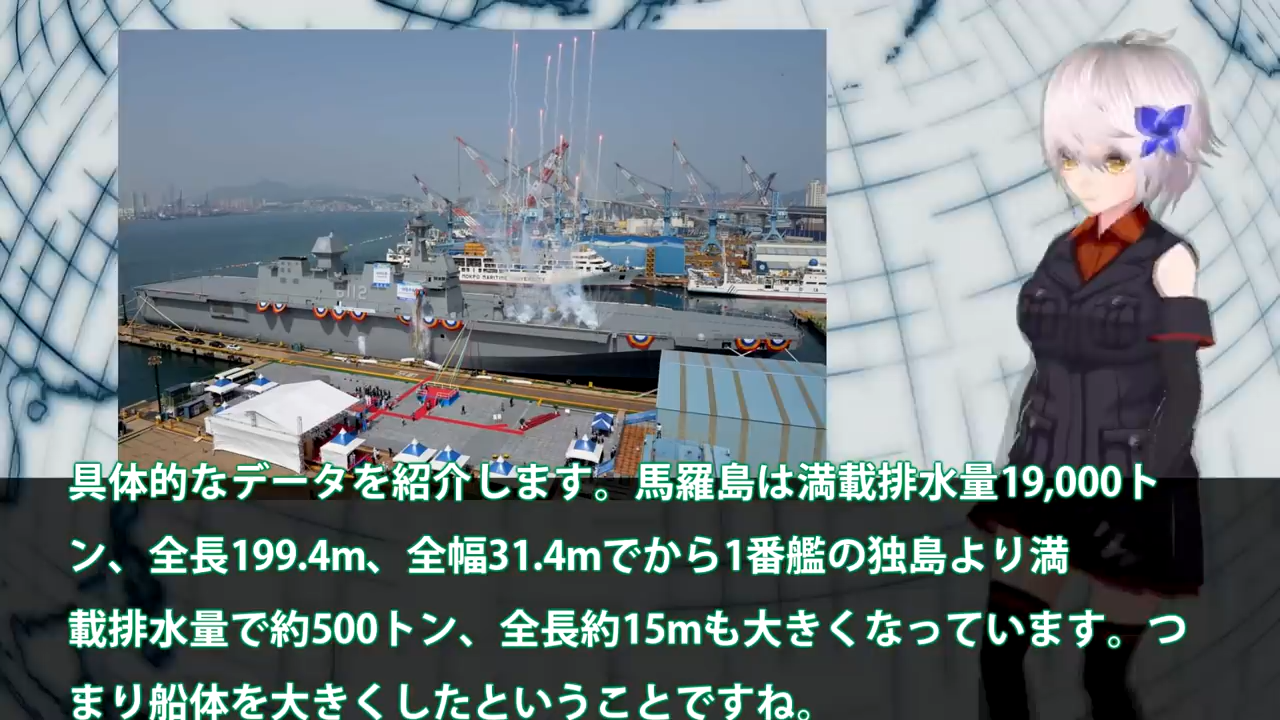 112
具体的なデータを紹介します。馬羅島は満載排水量19,000ト
ン、全長199.4m、全幅31.4mでから1番艦の独島より満
載排水量で約500トン、全長約15mも大きくなっています。つ
まり船体を大きくしたということですね。